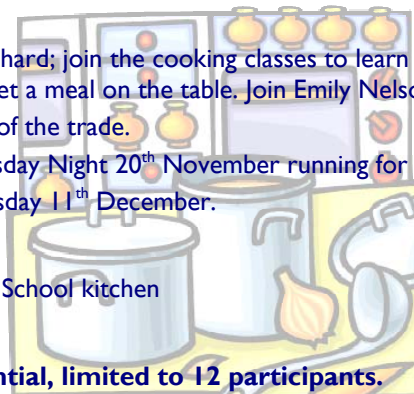 hard; join the cooking classes to learn
et a meal on the table. Join Emily Nelso
of the trade.
sday Night 20th November running for
sday 11th December.
School kitchen
ntial, limited to 12 participants.